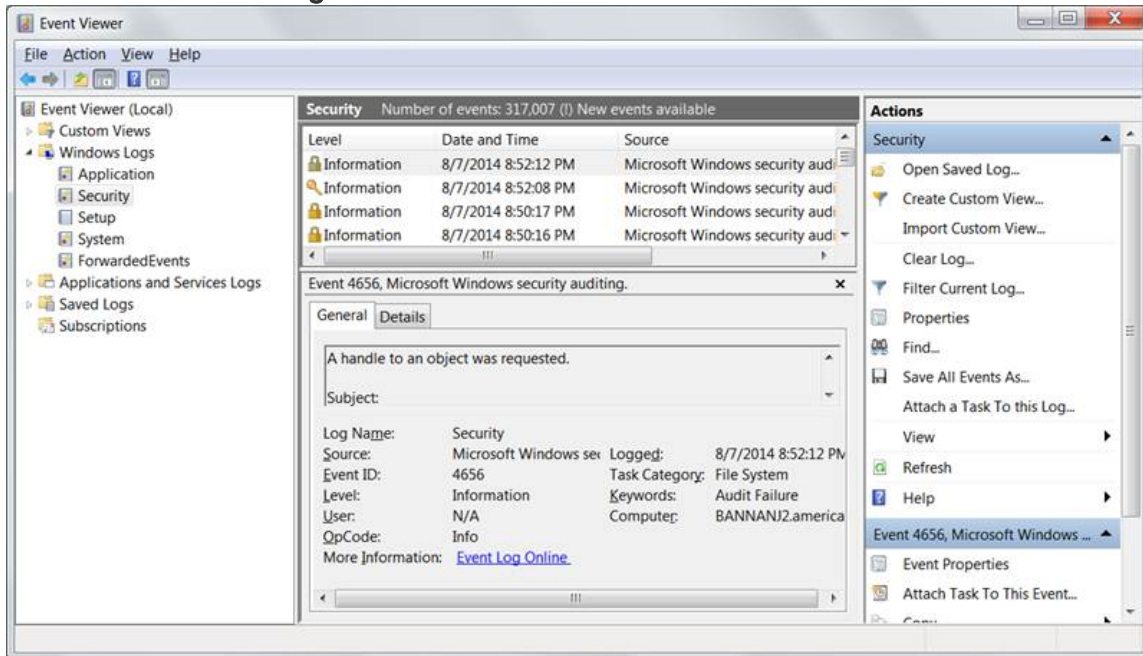 Event Viewer
File Action View Help
Event Viewer (Local)
Custom Views
Windows Logs
Application
Security
Setup
System
ForwardedEvents
Applications and Services Logs
Saved Logs
Subscriptions
Security Number of events: 317,007 (!) New events available
Level Date and Time Source
Information 8/7/2014 8:52:12 PM Microsoft Windows security audi
Information 8/7/2014 8:52:08 PM Microsoft Windows security audi
Information 8/7/2014 8:50:17 PM Microsoft Windows security audi
Information 8/7/2014 8:50:16 PM Microsoft Windows security audi
Event 4656, Microsoft Windows security auditing.
General Details
A handle to an object was requested.
Subject:
Log Name: Security
Source: Microsoft Windows sec Logged: 8/7/2014 8:52:12 PM
Event ID: 4656 Task Category: File System
Level: Information Keywords: Audit Failure
User: N/A Computer: BANNANJ2.america
OpCode: Info
More Information: Event Log Online
Actions
Security
Open Saved Log...
Create Custom View...
Import Custom View...
Clear Log...
Filter Current Log...
Properties
Find...
Save All Events As...
Attach a Task To this Log...
View
Refresh
Help
Event 4656, Microsoft Windows ...
Event Properties
Attach Task To This Event...
Copy